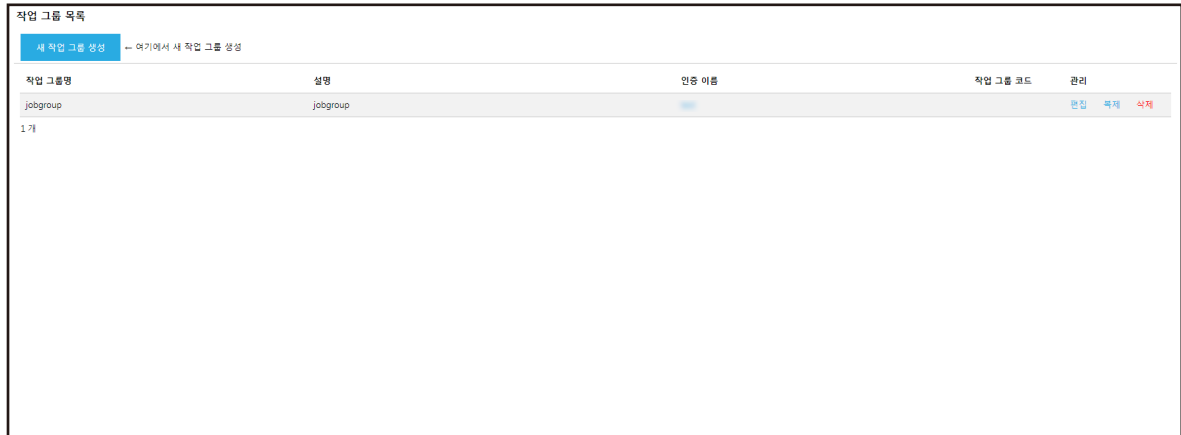 작업 그룹 목록
새 작업 그룹 생성 ← 여기에서 새 작업 그룹 생성
작업 그룹명 설명 인증 이름 작업 그룹 코드 관리
jobgroup jobgroup 편집 복제 삭제
1 개